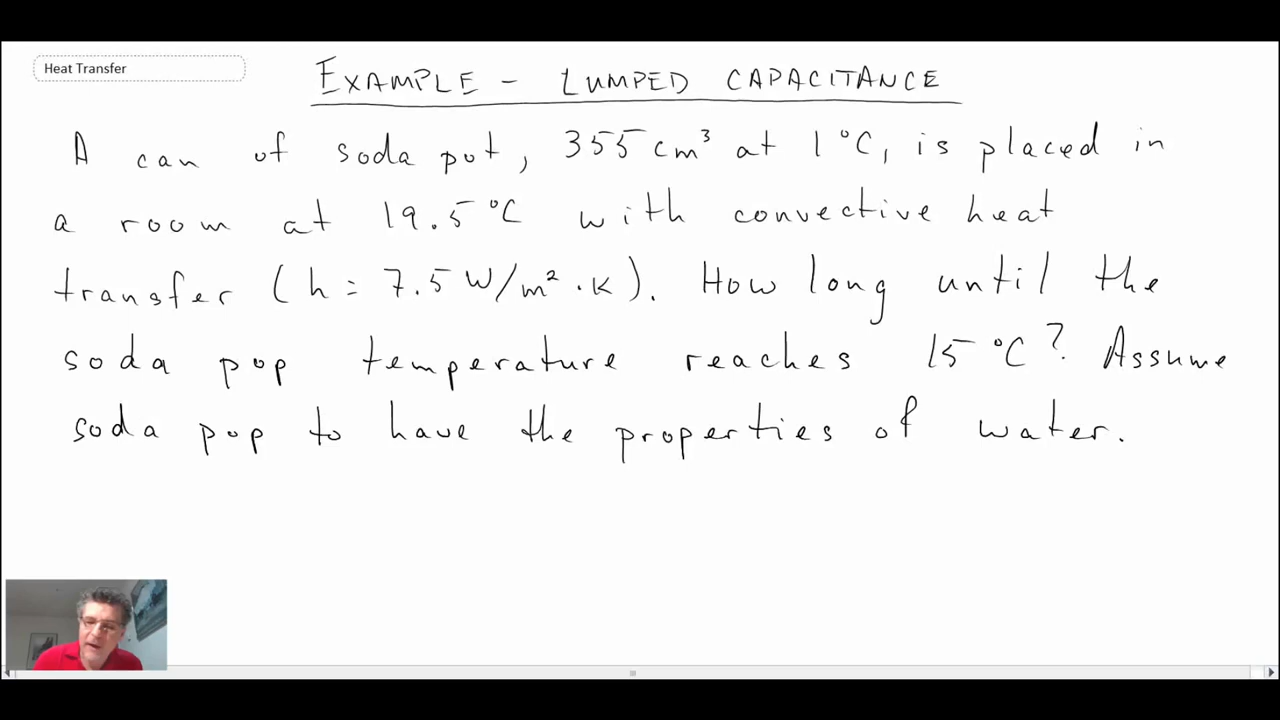 Heat Transfer
EXAMPLE - LUMPED CAPACITANCE
A can of soda pot, 355 cm³ at 1°C, is placed in
a room at 19.5°C with convective heat
transfer (h = 7.5 W/m²·K). How long until the
soda pop temperature reaches 15°C? Assume
soda pop to have the properties of water.